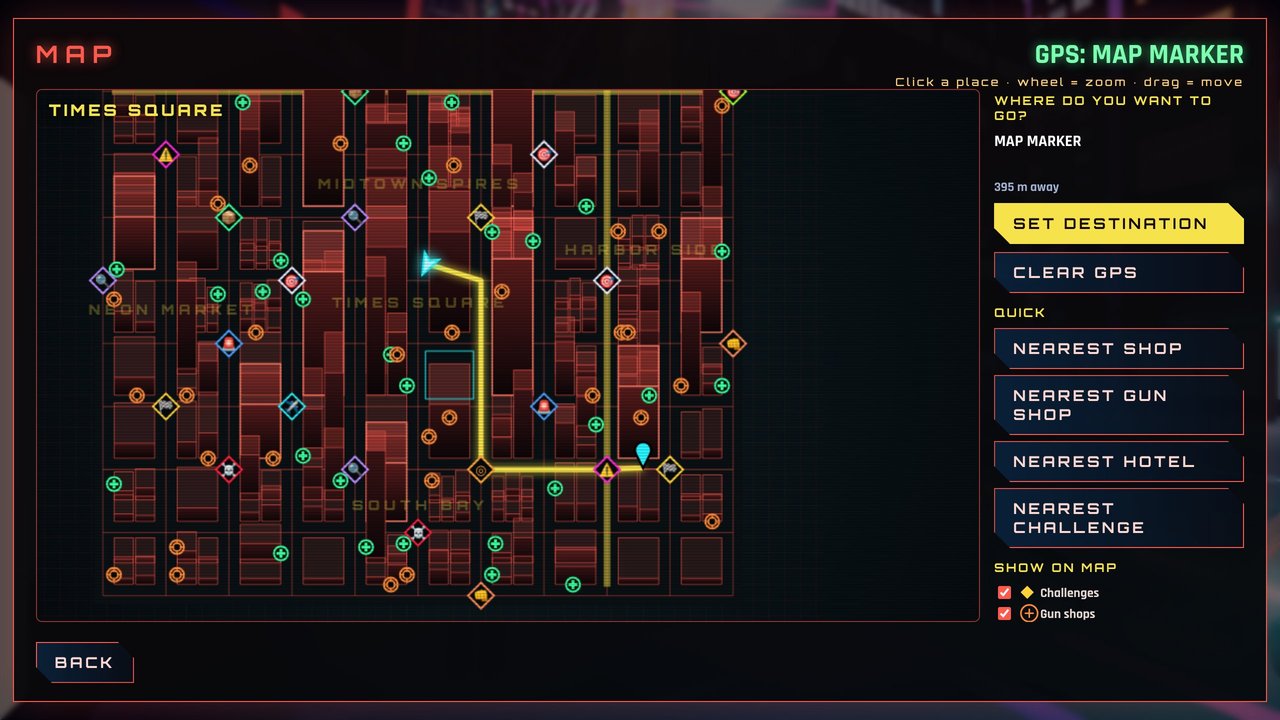 MAP
GPS: MAP MARKER
Click a place · wheel = zoom · drag = move
TIMES SQUARE
MIDTOWN SPIRES
HARBOR SIDE
NEON MARKET
TIMES SQUARE
SOUTH BAY
WHERE DO YOU WANT TO
GO?
MAP MARKER
395 m away
SET DESTINATION
CLEAR GPS
QUICK
NEAREST SHOP
NEAREST GUN
SHOP
NEAREST HOTEL
NEAREST
CHALLENGE
SHOW ON MAP
Challenges
Gun shops
BACK